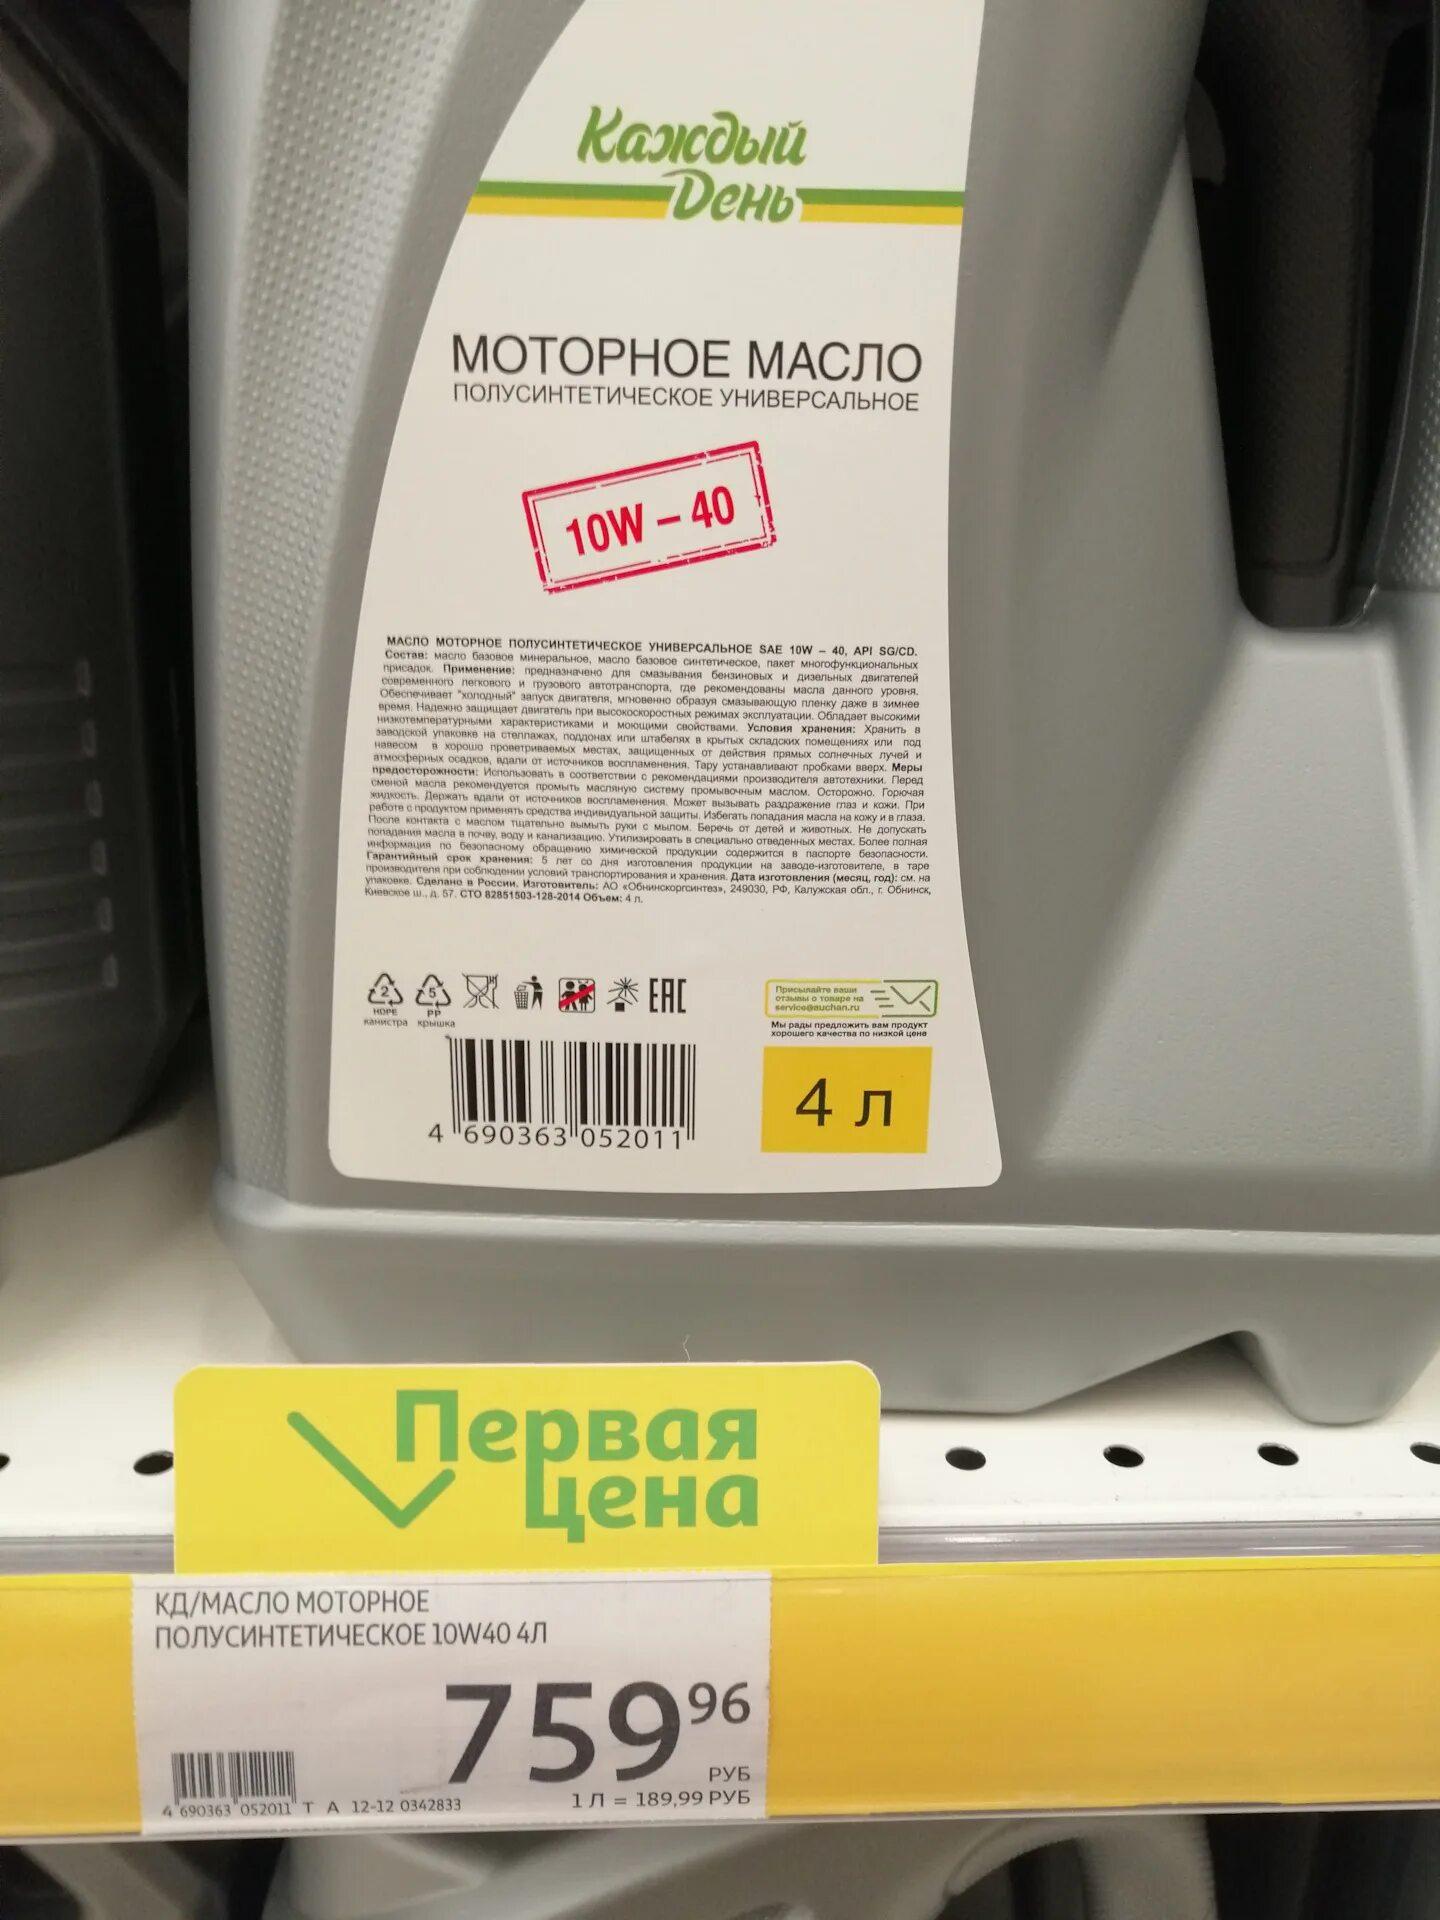 Каждый
День
МОТОРНОЕ МАСЛО
ПОЛУСИНТЕТИЧЕСКОЕ УНИВЕРСАЛЬНОЕ
10W – 40
МАСЛО МОТОРНОЕ ПОЛУСИНТЕТИЧЕСКОЕ УНИВЕРСАЛЬНОЕ SAE 10W – 40, API SG/CD.
Состав: масло базовое минеральное, масло базовое синтетическое, пакет многофункциональных
присадок. Применение: предназначено для смазывания бензиновых и дизельных двигателей
современного легкового и грузового автотранспорта, где рекомендованы масла данного уровня.
Обеспечивает "холодный" запуск двигателя, мгновенно образуя смазывающую пленку даже в зимнее
время. Надежно защищает двигатель при высокоскоростных режимах эксплуатации. Обладает высокими
низкотемпературными характеристиками и моющими свойствами. Условия хранения: Хранить в
заводской упаковке на стеллажах, поддонах или штабелях в крытых складских помещениях или под
навесом в хорошо проветриваемых местах, защищенных от действия прямых солнечных лучей и
атмосферных осадков, вдали от источников воспламенения. Тару устанавливают пробками вверх. Меры
предосторожности: Использовать в соответствии с рекомендациями производителя автотехники. Перед
сменой масла рекомендуется промыть масляную систему промывочным маслом. Осторожно. Горючая
жидкость. Держать вдали от источников воспламенения. Может вызывать раздражение глаз и кожи. При
работе с продуктом применять средства индивидуальной защиты. Избегать попадания масла на кожу и в глаза.
После контакта с маслом тщательно вымыть руки с мылом. Беречь от детей и животных. Не допускать
попадания масла в почву, воду и канализацию. Утилизировать в специально отведенных местах. Более полная
информация по безопасному обращению химической продукции содержится в паспорте безопасности.
Гарантийный срок хранения: 5 лет со дня изготовления продукции на заводе-изготовителе, в таре
производителя при соблюдении условий транспортирования и хранения. Дата изготовления (месяц, год): см. на
упаковке. Сделано в России. Изготовитель: АО «Обнинскоргсинтез», 249030, РФ, Калужская обл., г. Обнинск,
Киевское ш., д. 57. СТО 82851503-128-2014 Объем: 4 л.
2 5 EAC
HDPE PP
канистра крышка
Присылайте ваши
отзывы о товаре на
service@auchan.ru
Мы рады предложить вам продукт
хорошего качества по низкой цене
4 690363 052011
4 л
Первая
цена
КД/МАСЛО МОТОРНОЕ
ПОЛУСИНТЕТИЧЕСКОЕ 10W40 4Л
759 96
РУБ
1 Л = 189,99 РУБ
4 690363 052011 Т А 12-12 0342833